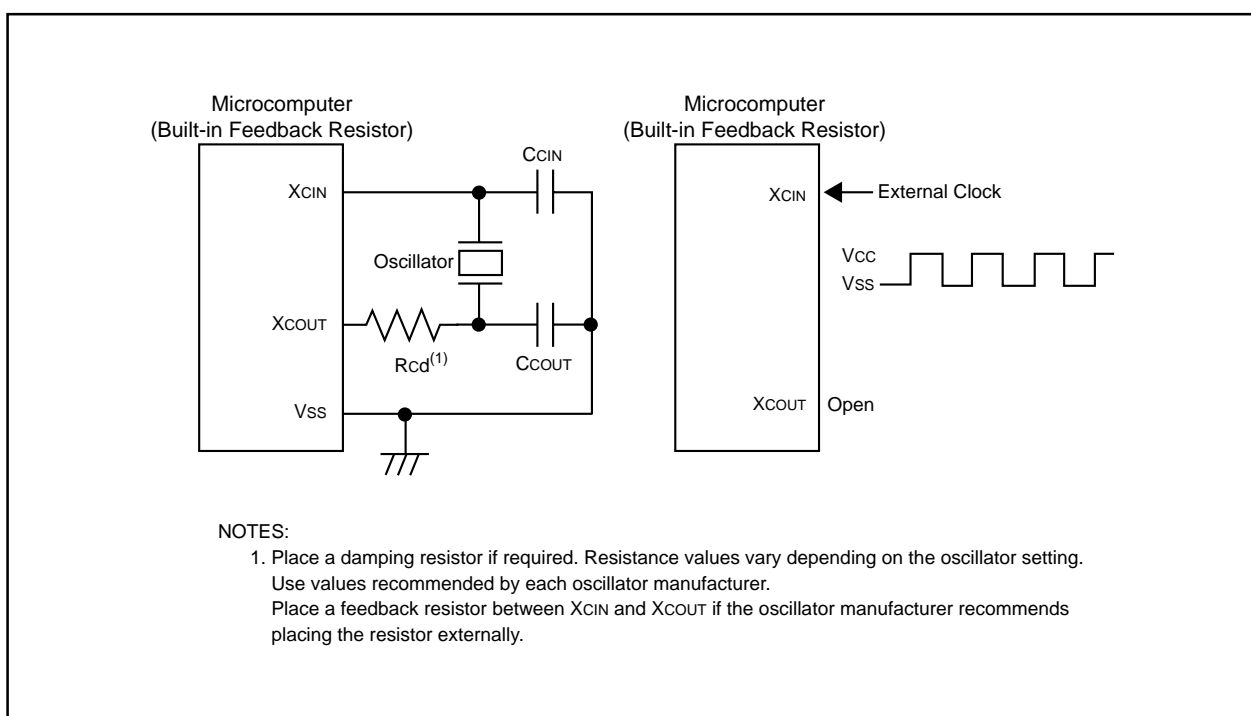 Microcomputer
(Built-in Feedback Resistor)
XCIN
CCIN
Oscillator
XCOUT
RCd(1)
CCOUT
VSS
Microcomputer
(Built-in Feedback Resistor)
XCIN
External Clock
VCC
VSS
XCOUT
Open
NOTES:
1. Place a damping resistor if required. Resistance values vary depending on the oscillator setting.
Use values recommended by each oscillator manufacturer.
Place a feedback resistor between XCIN and XCOUT if the oscillator manufacturer recommends
placing the resistor externally.